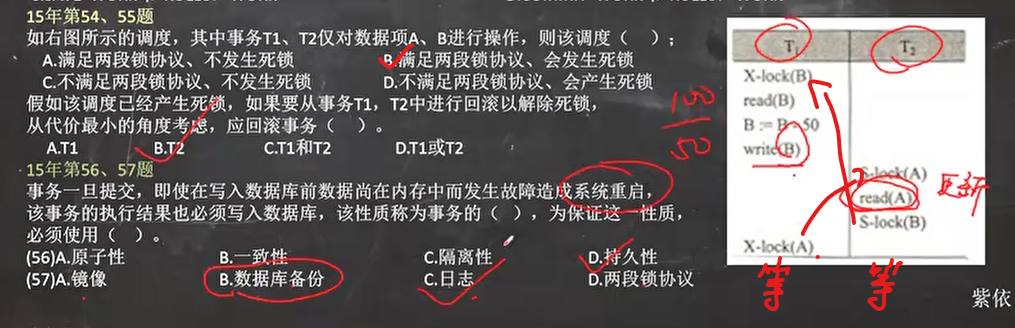 15年第54、55题
如右图所示的调度，其中事务T1、T2仅对数据项A、B进行操作，则该调度（ ）；
A.满足两段锁协议、不发生死锁 B.满足两段锁协议、会发生死锁
C.不满足两段锁协议、不发生死锁 D.不满足两段锁协议、会产生死锁
假如该调度已经产生死锁，如果要从事务T1，T2中进行回滚以解除死锁，
从代价最小的角度考虑，应回滚事务（ ）。
A.T1 B.T2 C.T1和T2 D.T1或T2
15年第56、57题
事务一旦提交，即使在写入数据库前数据尚在内存中而发生故障造成系统重启，
该事务的执行结果也必须写入数据库，该性质称为事务的（ ），为保证这一性质，
必须使用（ ）。
(56)A.原子性 B.一致性 C.隔离性 D.持久性
(57)A.镜像 B.数据库备份 C.日志 D.两段锁协议
100
50
T1 T2
X-lock(B)
read(B)
B := B - 50
write(B)
S-lock(A)
read(A)
更新
S-lock(B)
X-lock(A)
等 等
紫依